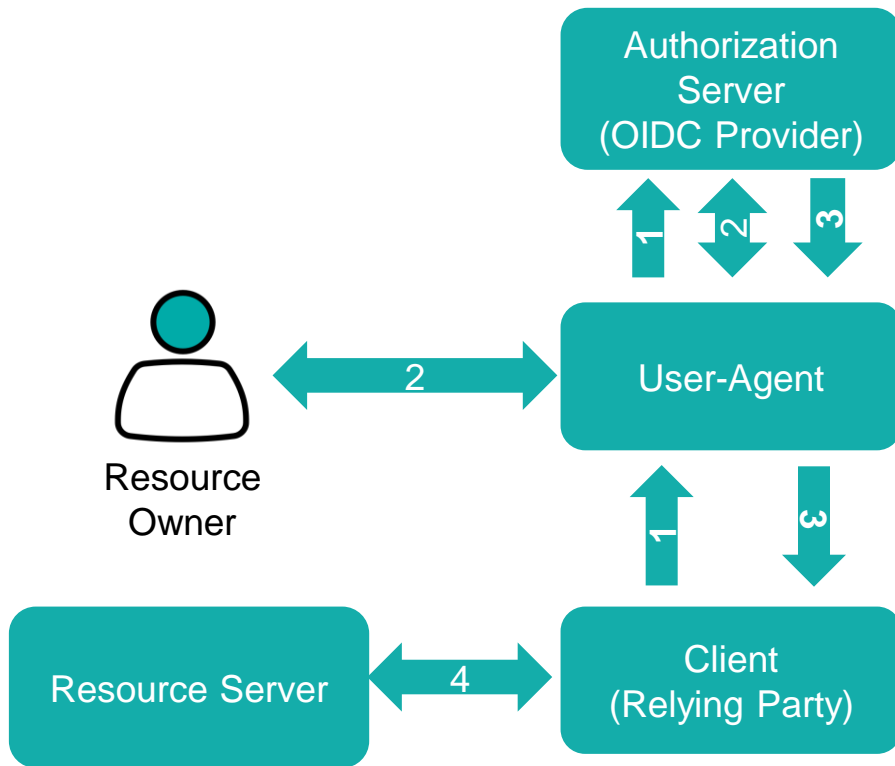 Authorization
Server
(OIDC Provider)
1
2
3
2
User-Agent
Resource
Owner
1
3
Resource Server
4
Client
(Relying Party)